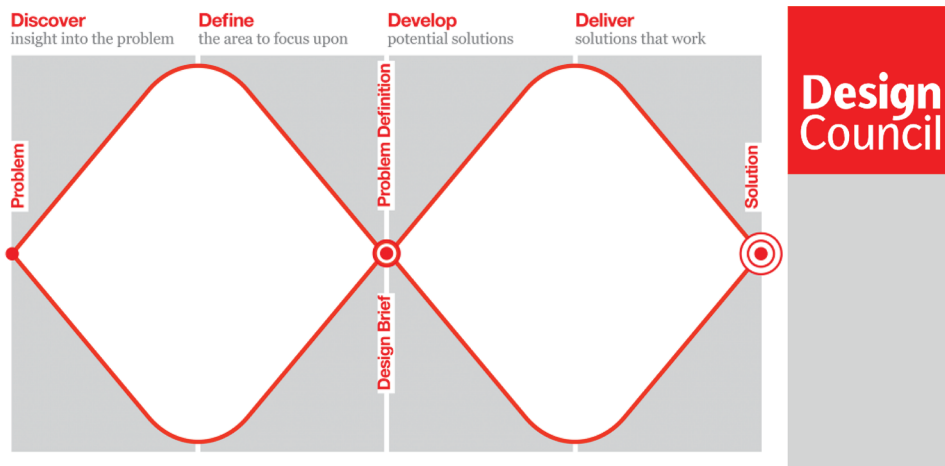 Discover
insight into the problem
Define
the area to focus upon
Develop
potential solutions
Deliver
solutions that work
Problem
Problem Definition
Design Brief
Solution
Design
Council